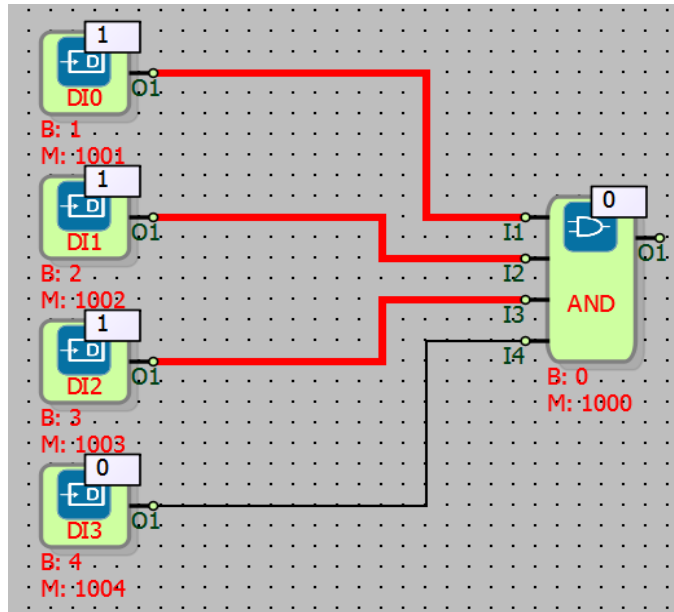 1
D
DI0
O1
B: 1
M: 1001
1
D
DI1
O1
B: 2
M: 1002
1
D
DI2
O1
B: 3
M: 1003
0
D
DI3
O1
B: 4
M: 1004
0
I1
I2
I3
I4
AND
O1
B: 0
M: 1000